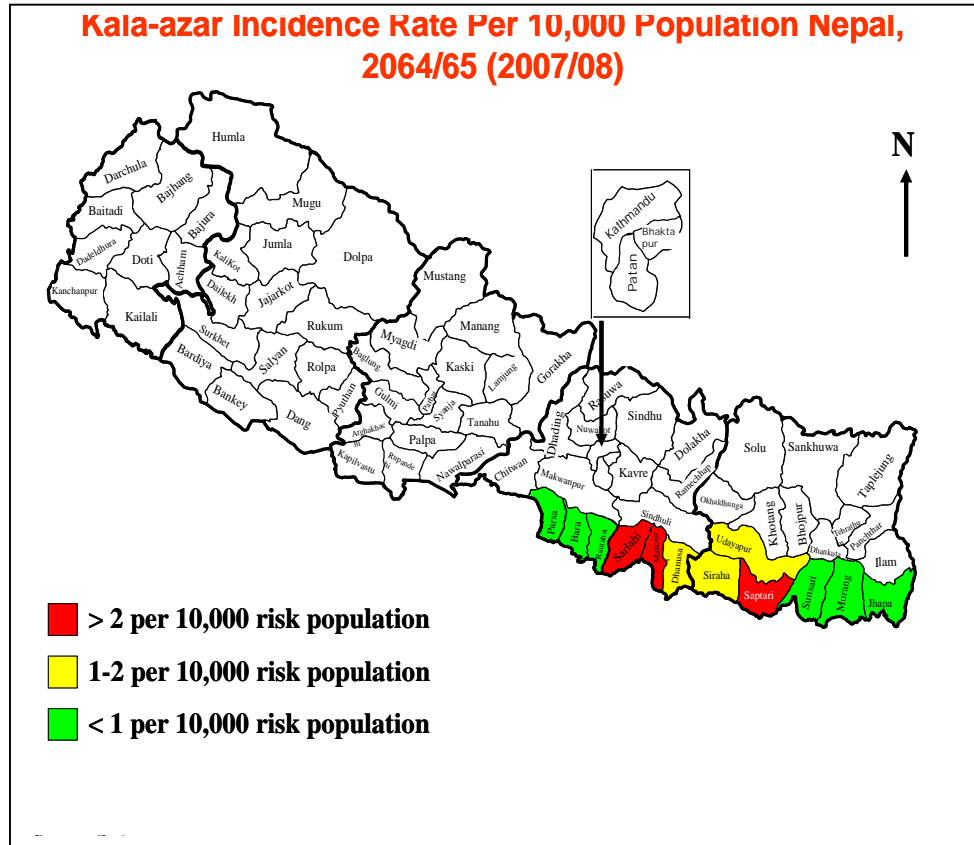 Kala-azar Incidence Rate Per 10,000 Population Nepal,
2064/65 (2007/08)
N
Humla
Darchula
Bajhang
Mugu
Baitadi
Bajura
Jumla
Dolpa
Dadeldhura
Doti
Achham
KaliKot
Dailekh
Jajarkot
Kanchanpur
Kailali
Mustang
Kathmandu
Bhakta
pur
Patan
Rukum
Manang
Myagdi
Surkhet
Salyan
Rolpa
Baglung
Kaski
Lamjung
Gorakha
Bardiya
Pyuthan
Gulmi
Syanja
Bankey
Dang
Tanahu
Palpa
Kapilvastu
Rupande
hi
Nawalparasi
Chitwan
Dhading
Sindhu
Dolakha
Kavre
Ramechhap
Makwanpur
Sindhuli
Solu
Sankhuwa
Taplejung
Okhaldhunga
Khotang
Bhojpur
Panchthar
Dhankuta
Ilam
Udayapur
Parsa
Bara
Sarlahi
Dhanusa
Siraha
Saptari
Sunsari
Morang
Jhapa
> 2 per 10,000 risk population
1-2 per 10,000 risk population
< 1 per 10,000 risk population